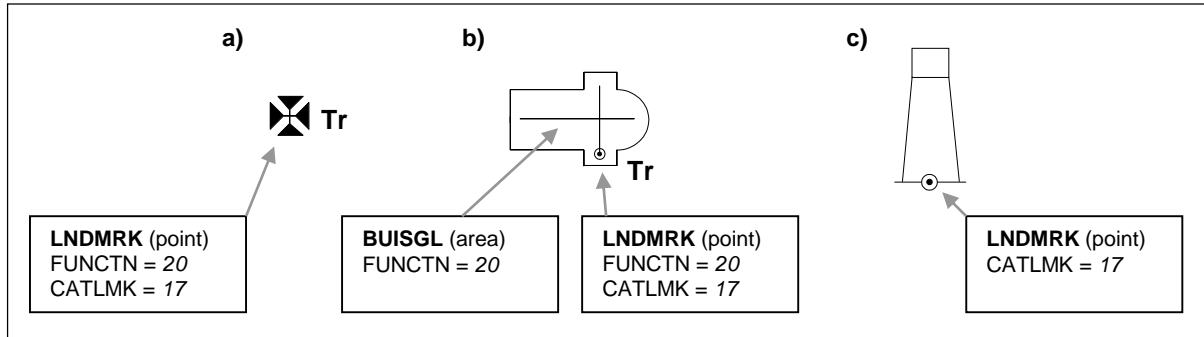 a)
b)
c)
Tr
Tr
LNDMRK (point)
FUNCTN = 20
CATLMK = 17
BUISGL (area)
FUNCTN = 20
LNDMRK (point)
FUNCTN = 20
CATLMK = 17
LNDMRK (point)
CATLMK = 17